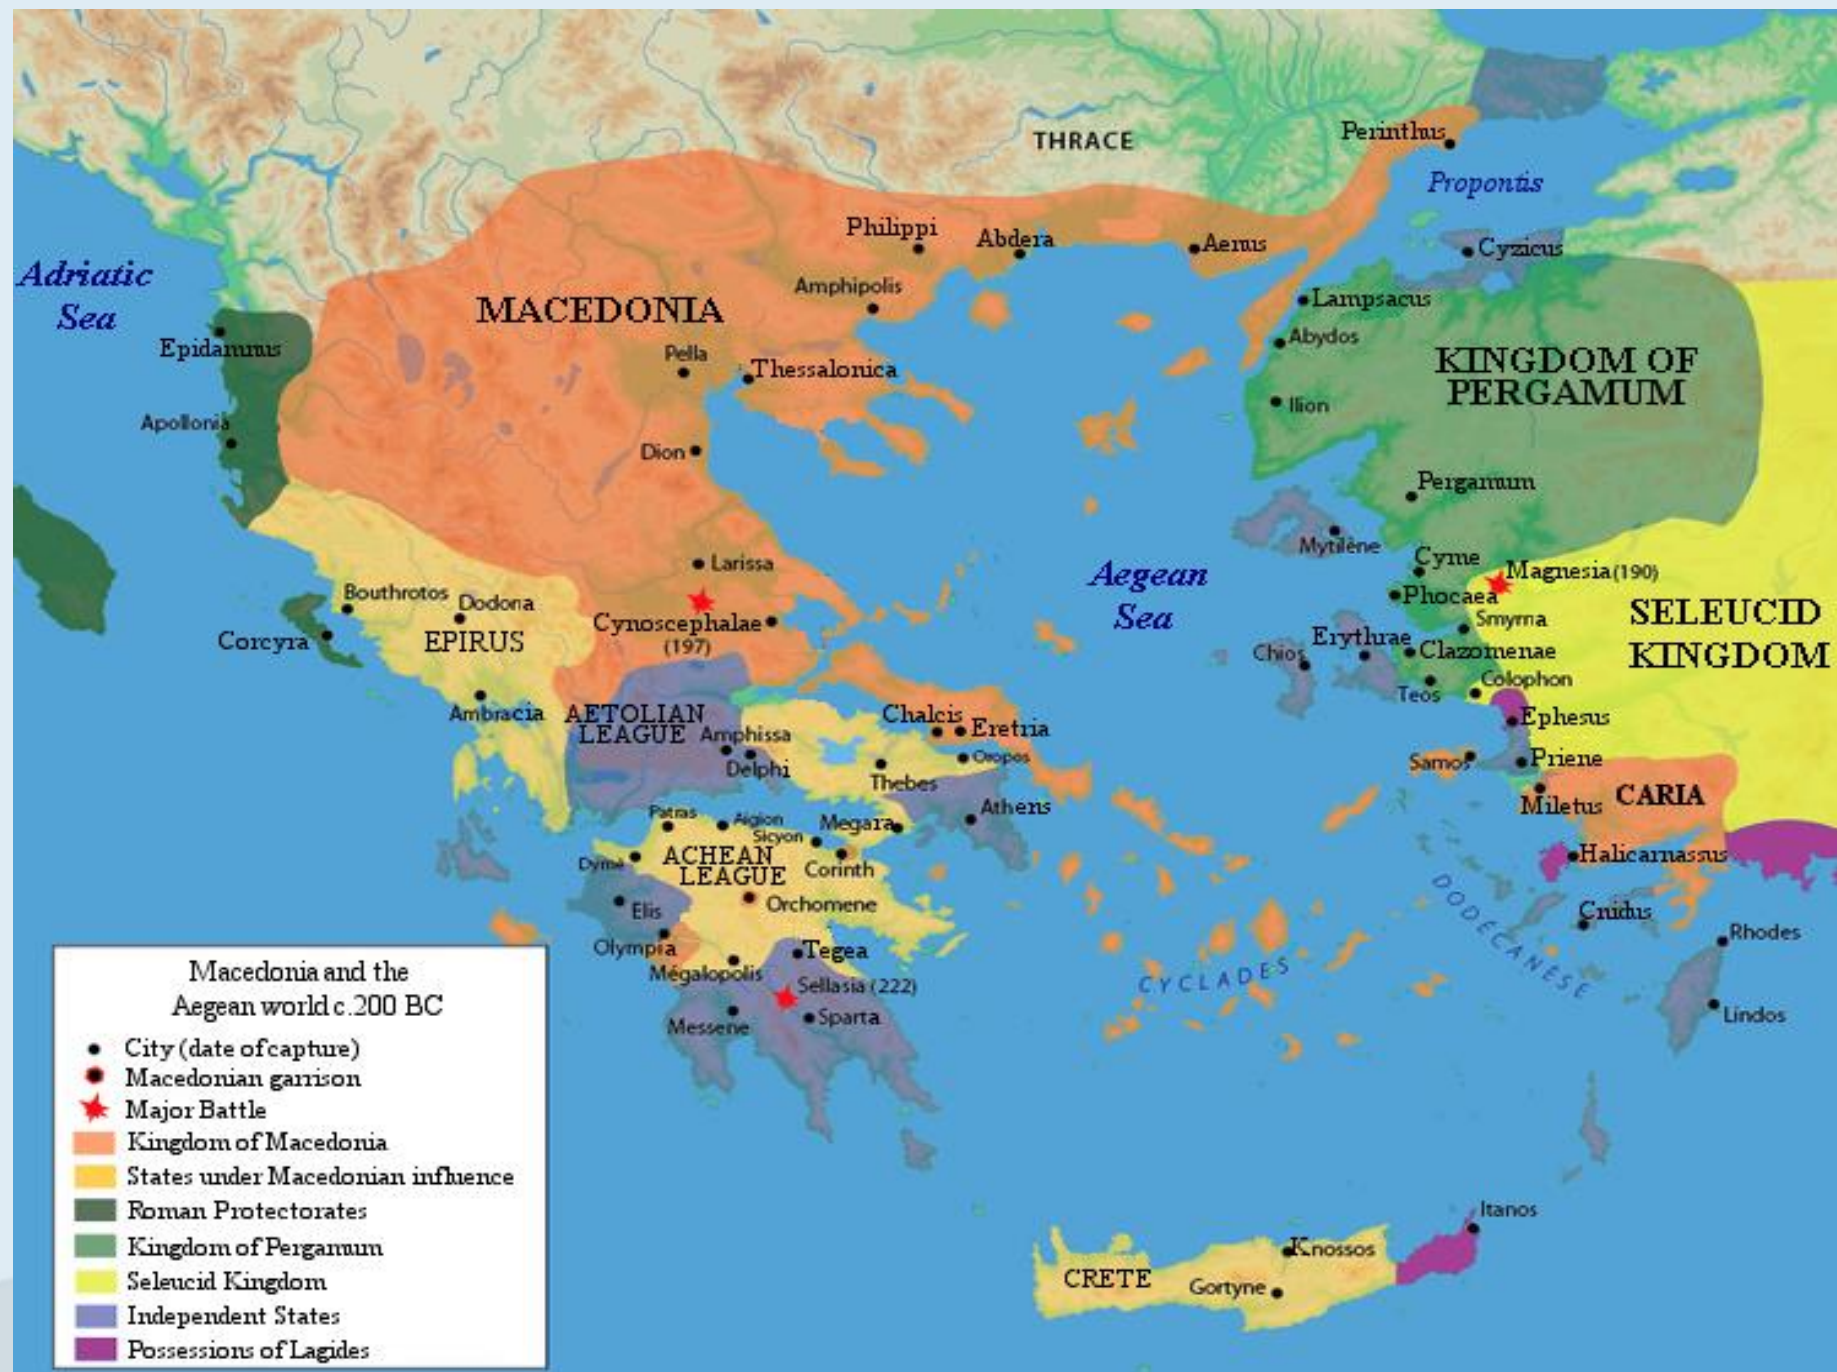 THRACE
Perinthus
Propontis
Philippi
Abdera
Aenus
Cyzicus
Adriatic
Sea
Amphipolis
Lampsacus
MACEDONIA
Abydos
Epidamnus
Pella
Thessalonica
KINGDOM OF
PERGAMUM
Ilion
Apollonia
Dion
Pergamum
Mytilène
Larissa
Cyme
Magnesia (190)
Aegean
Sea
Phocaea
Bouthrotos
Dodona
Cynoscephalae
(197)
Smyrna
SELEUCID
KINGDOM
Corcyra
EPIRUS
Erythrae
Chios
Clazomenae
Colophon
Teos
Ambracia
AETOLIAN
LEAGUE
Chalcis
Eretria
Ephesus
Amphissa
Delphi
Oropos
Thebes
Samos
Priene
Miletus
CARIA
Athens
Patras
Aigion
Sicyon
Megara
Dyme
ACHEAN
LEAGUE
Corinth
Halicarnassus
Orchomene
Elis
Cnidus
DODECANESE
Rhodes
Olympia
Tegea
Mégalopolis
CYCLADES
Sellasia (222)
Messene
Sparta
Lindos
Itanos
Knossos
CRETE
Gortyne
Macedonia and the
Aegean world c.200 BC
City (date of capture)
Macedonian garrison
Major Battle
Kingdom of Macedonia
States under Macedonian influence
Roman Protectorates
Kingdom of Pergamum
Seleucid Kingdom
Independent States
Possessions of Lagides